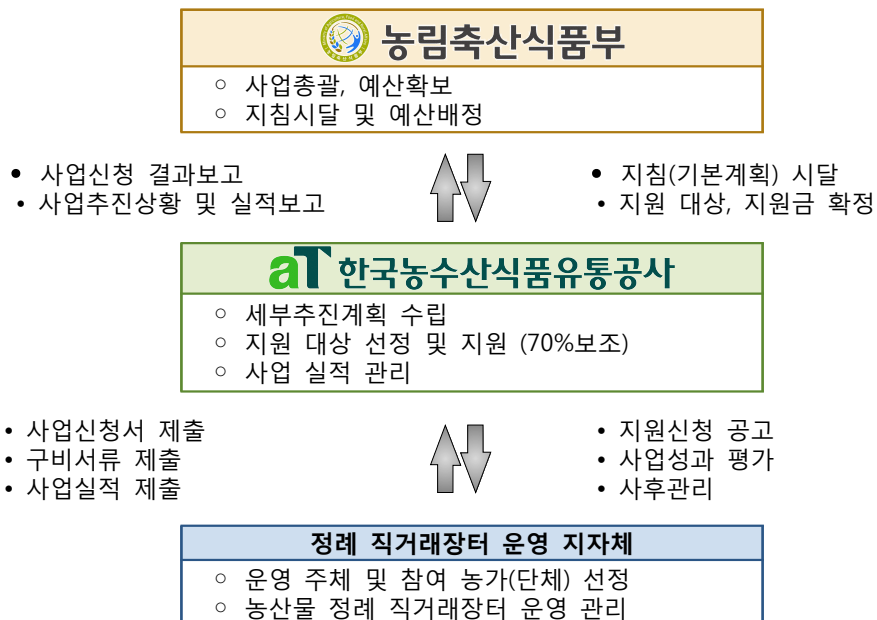 농림축산식품부
○ 사업총괄, 예산확보
○ 지침시달 및 예산배정
• 사업신청 결과보고
• 사업추진상황 및 실적보고
• 지침(기본계획) 시달
• 지원 대상, 지원금 확정
aT 한국농수산식품유통공사
○ 세부추진계획 수립
○ 지원 대상 선정 및 지원 (70%보조)
○ 사업 실적 관리
• 사업신청서 제출
• 구비서류 제출
• 사업실적 제출
• 지원신청 공고
• 사업성과 평가
• 사후관리
정례 직거래장터 운영 지자체
○ 운영 주체 및 참여 농가(단체) 선정
○ 농산물 정례 직거래장터 운영 관리